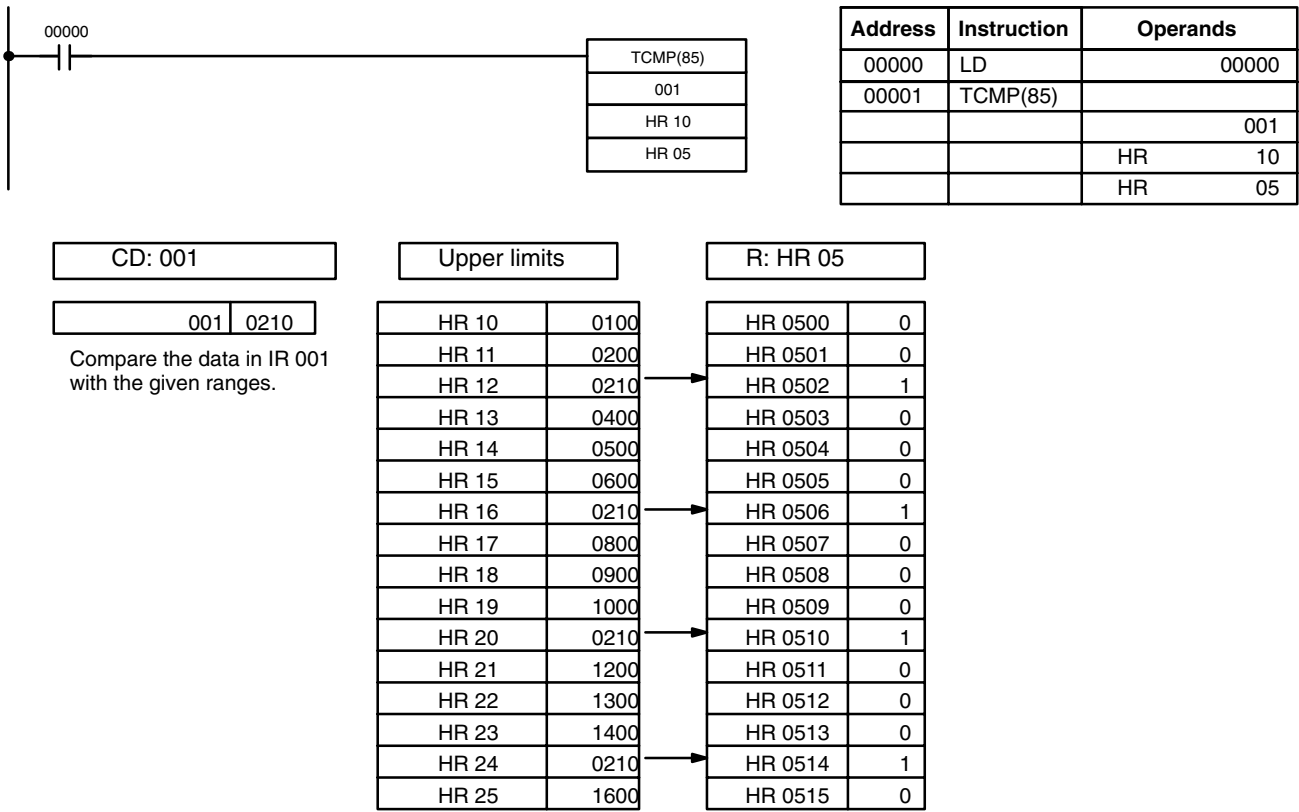 00000
TCMP(85)
001
HR 10
HR 05
Address Instruction Operands
00000 LD 00000
00001 TCMP(85)
001
HR 10
HR 05
CD: 001
001 0210
Compare the data in IR 001
with the given ranges.
Upper limits
HR 10 0100
HR 11 0200
HR 12 0210
HR 13 0400
HR 14 0500
HR 15 0600
HR 16 0210
HR 17 0800
HR 18 0900
HR 19 1000
HR 20 0210
HR 21 1200
HR 22 1300
HR 23 1400
HR 24 0210
HR 25 1600
R: HR 05
HR 0500 0
HR 0501 0
HR 0502 1
HR 0503 0
HR 0504 0
HR 0505 0
HR 0506 1
HR 0507 0
HR 0508 0
HR 0509 0
HR 0510 1
HR 0511 0
HR 0512 0
HR 0513 0
HR 0514 1
HR 0515 0